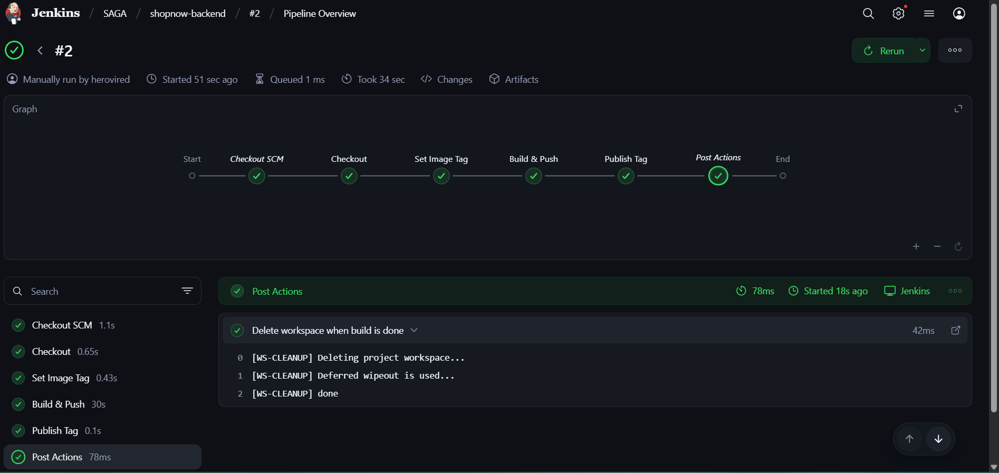 Jenkins / SAGA / shopnow-backend / #2 / Pipeline Overview
#2
Rerun
Manually run by herovired Started 51 sec ago Queued 1 ms Took 34 sec Changes Artifacts
Graph
Start Checkout SCM Checkout Set Image Tag Build & Push Publish Tag Post Actions End
Search
Checkout SCM 1.1s
Checkout 0.65s
Set Image Tag 0.43s
Build & Push 30s
Publish Tag 0.1s
Post Actions 78ms
Post Actions 78ms Started 18s ago Jenkins
Delete workspace when build is done 42ms
0 [WS-CLEANUP] Deleting project workspace...
1 [WS-CLEANUP] Deferred wipeout is used...
2 [WS-CLEANUP] done